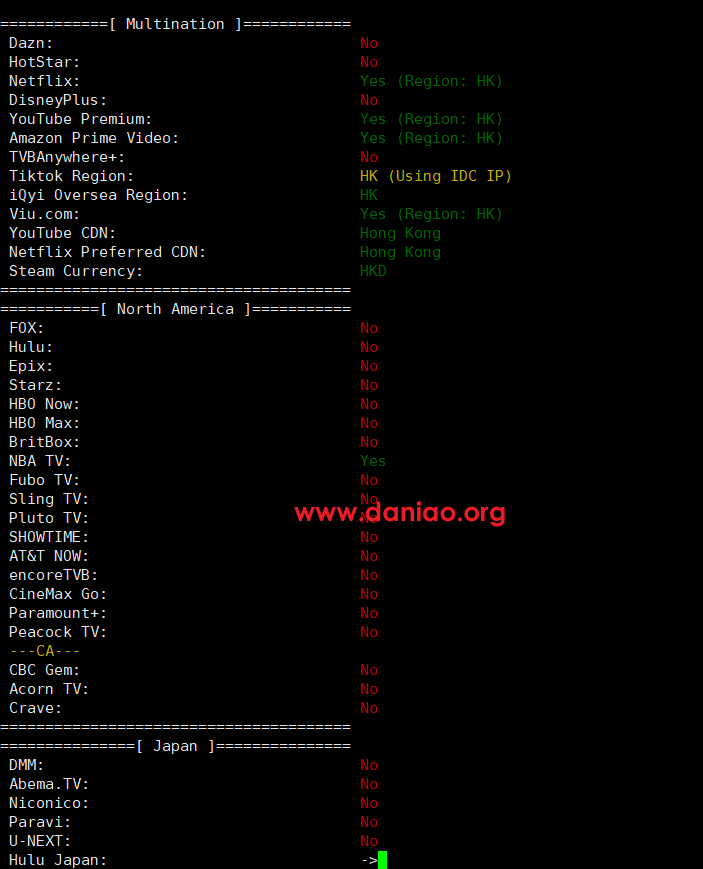 ============[ Multination ]============
Dazn: No
HotStar: No
Netflix: Yes (Region: HK)
DisneyPlus: No
YouTube Premium: Yes (Region: HK)
Amazon Prime Video: Yes (Region: HK)
TVBAnywhere+: No
Tiktok Region: HK (Using IDC IP)
iQyi Oversea Region: HK
Viu.com: Yes (Region: HK)
YouTube CDN: Hong Kong
Netflix Preferred CDN: Hong Kong
Steam Currency: HKD
=======================================
===========[ North America ]===========
FOX: No
Hulu: No
Epix: No
Starz: No
HBO Now: No
HBO Max: No
BritBox: No
NBA TV: Yes
Fubo TV: No
Sling TV: No
www.daniao.org
Pluto TV: No
SHOWTIME: No
AT&T NOW: No
encoreTVB: No
CineMax Go: No
Paramount+: No
Peacock TV: No
---CA---
CBC Gem: No
Acorn TV: No
Crave: No
=======================================
===============[ Japan ]===============
DMM: No
Abema.TV: No
Niconico: No
Paravi: No
U-NEXT: No
Hulu Japan: ->